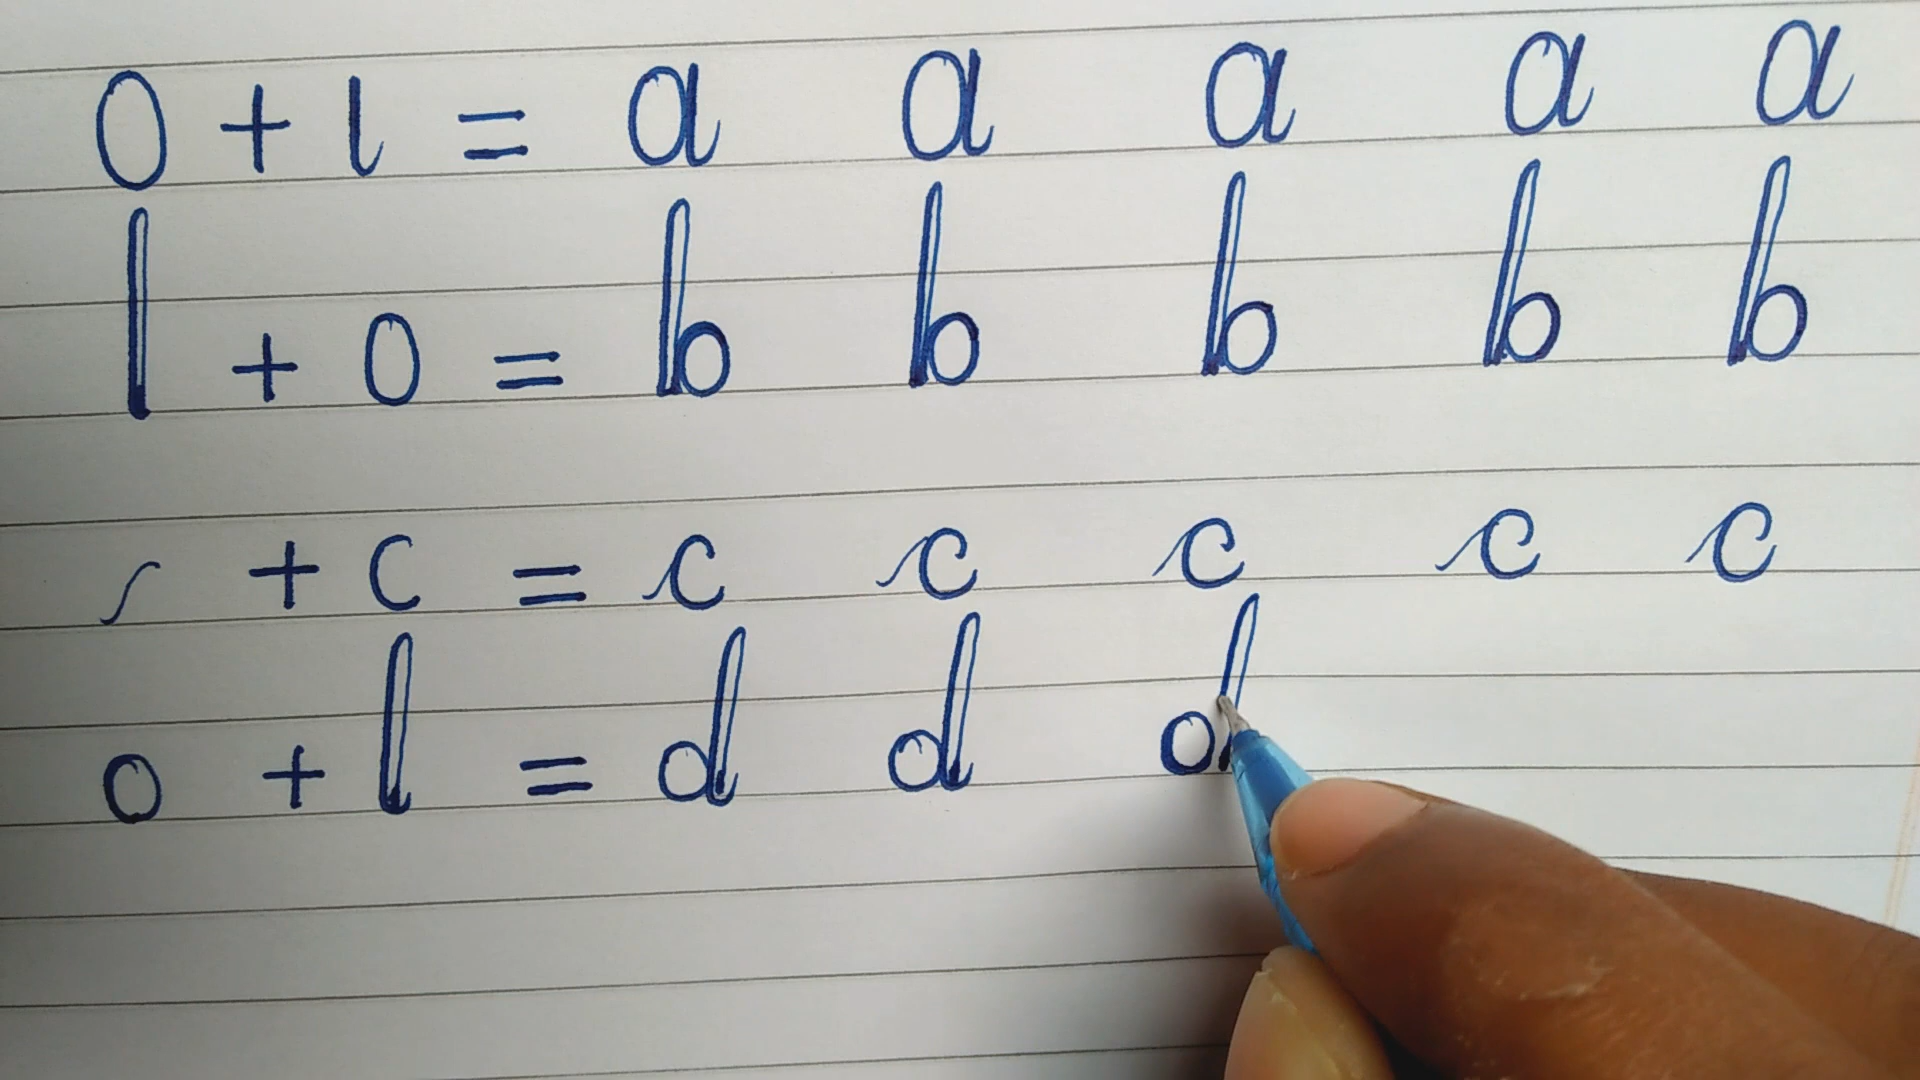 0 + l = a a a a a
l + 0 = b b b b b
+ c = c c c c c
o + l = d d d